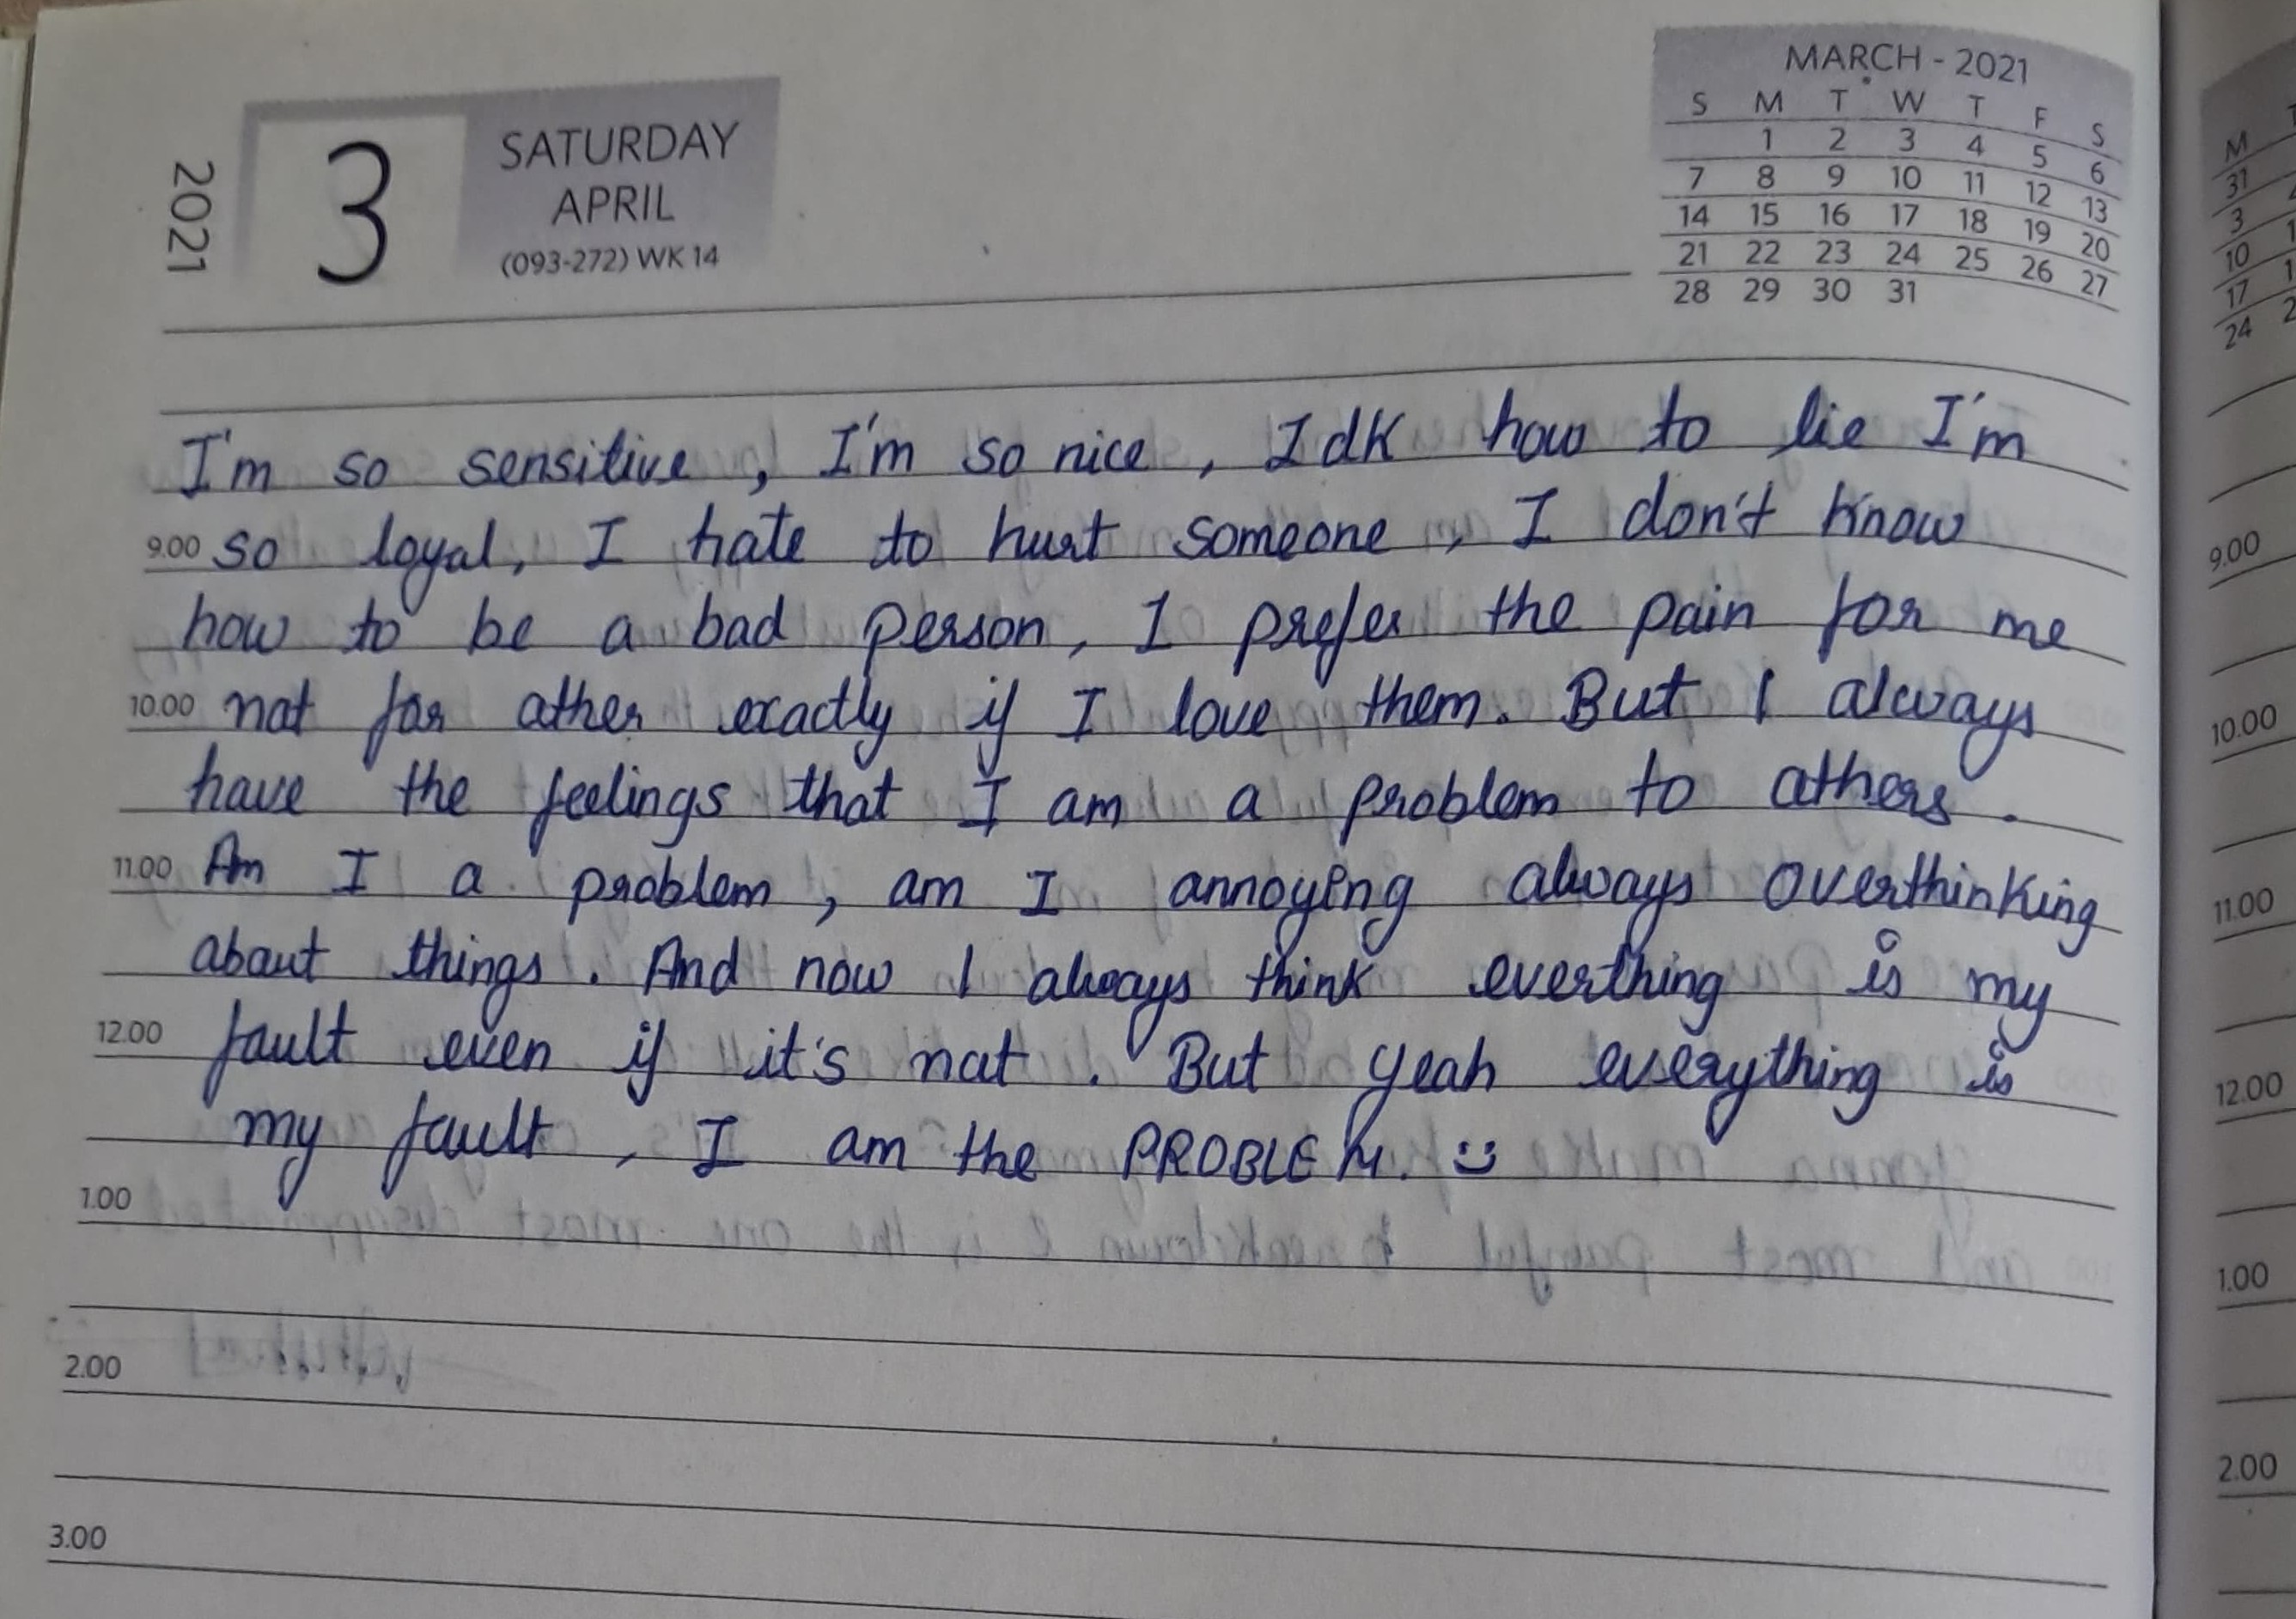 2021
3
SATURDAY
APRIL
(093-272) WK 14
MARCH - 2021
S M T W T F S
1 2 3 4 5 6
7 8 9 10 11 12 13
14 15 16 17 18 19 20
21 22 23 24 25 26 27
28 29 30 31
I'm so sensitive, I'm so nice, Idk how to lie I'm
9.00 so loyal, I hate to hurt someone, I don't know
how to be a bad person, I prefer the pain for me
10.00 not for other exactly if I love them. But I always
have the feelings that I am a problem to others.
11.00 Am I a problem, am I annoying always overthinking
about things. And now I always think everthing is my
12.00 fault even if it's not. But yeah everything is
my fault, I am the PROBLEM. :)
1.00
2.00
3.00
M
31
3
10
17
24
9.00
10.00
11.00
12.00
1.00
2.00